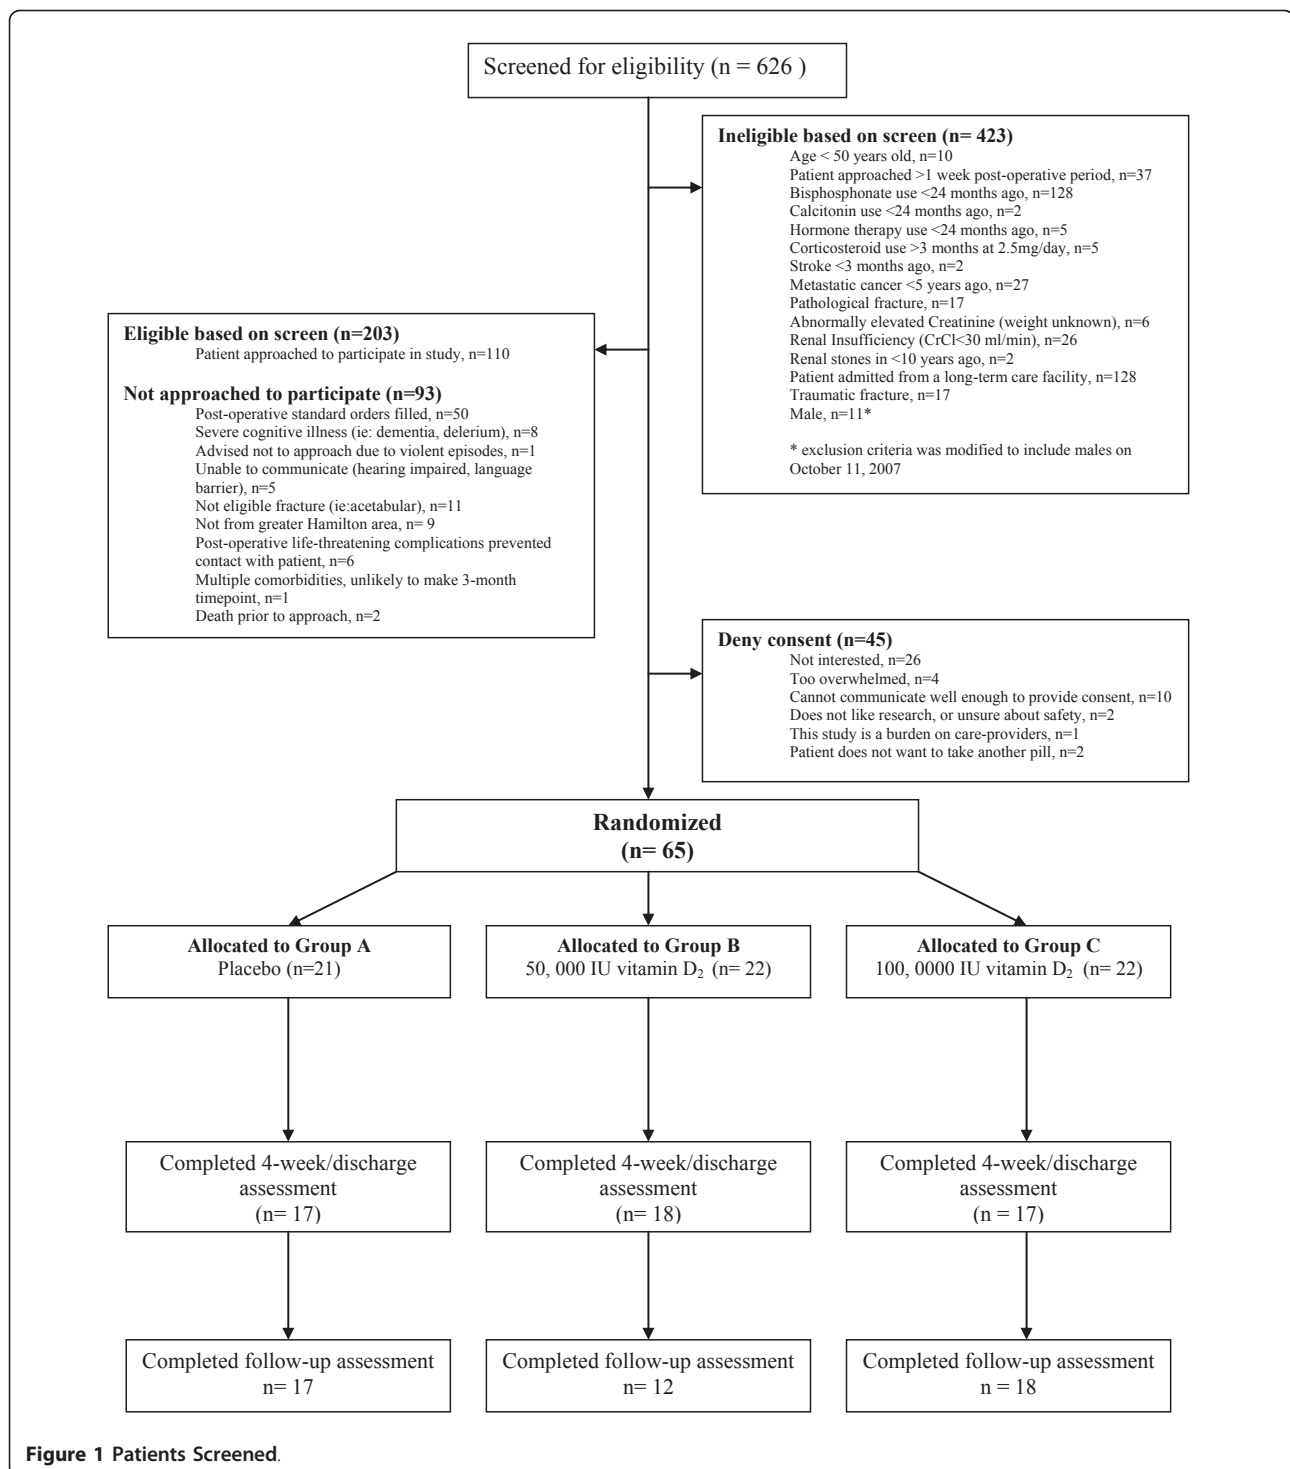 Screened for eligibility (n = 626 )
Ineligible based on screen (n= 423)
Age < 50 years old, n=10
Patient approached >1 week post-operative period, n=37
Bisphosphonate use <24 months ago, n=128
Calcitonin use <24 months ago, n=2
Hormone therapy use <24 months ago, n=5
Corticosteroid use >3 months at 2.5mg/day, n=5
Stroke <3 months ago, n=2
Metastatic cancer <5 years ago, n=27
Pathological fracture, n=17
Abnormally elevated Creatinine (weight unknown), n=6
Renal Insufficiency (CrCl<30 ml/min), n=26
Renal stones in <10 years ago, n=2
Patient admitted from a long-term care facility, n=128
Traumatic fracture, n=17
Male, n=11*
* exclusion criteria was modified to include males on
October 11, 2007
Eligible based on screen (n=203)
Patient approached to participate in study, n=110
Not approached to participate (n=93)
Post-operative standard orders filled, n=50
Severe cognitive illness (ie: dementia, delerium), n=8
Advised not to approach due to violent episodes, n=1
Unable to communicate (hearing impaired, language
barrier), n=5
Not eligible fracture (ie:acetabular), n=11
Not from greater Hamilton area, n= 9
Post-operative life-threatening complications prevented
contact with patient, n=6
Multiple comorbidities, unlikely to make 3-month
timepoint, n=1
Death prior to approach, n=2
Deny consent (n=45)
Not interested, n=26
Too overwhelmed, n=4
Cannot communicate well enough to provide consent, n=10
Does not like research, or unsure about safety, n=2
This study is a burden on care-providers, n=1
Patient does not want to take another pill, n=2
Randomized
(n= 65)
Allocated to Group A
Placebo (n=21)
Allocated to Group B
50, 000 IU vitamin D₂ (n= 22)
Allocated to Group C
100, 0000 IU vitamin D₂ (n= 22)
Completed 4-week/discharge
assessment
(n= 17)
Completed 4-week/discharge
assessment
(n= 18)
Completed 4-week/discharge
assessment
(n = 17)
Completed follow-up assessment
n= 17
Completed follow-up assessment
n= 12
Completed follow-up assessment
n = 18
Figure 1 Patients Screened.